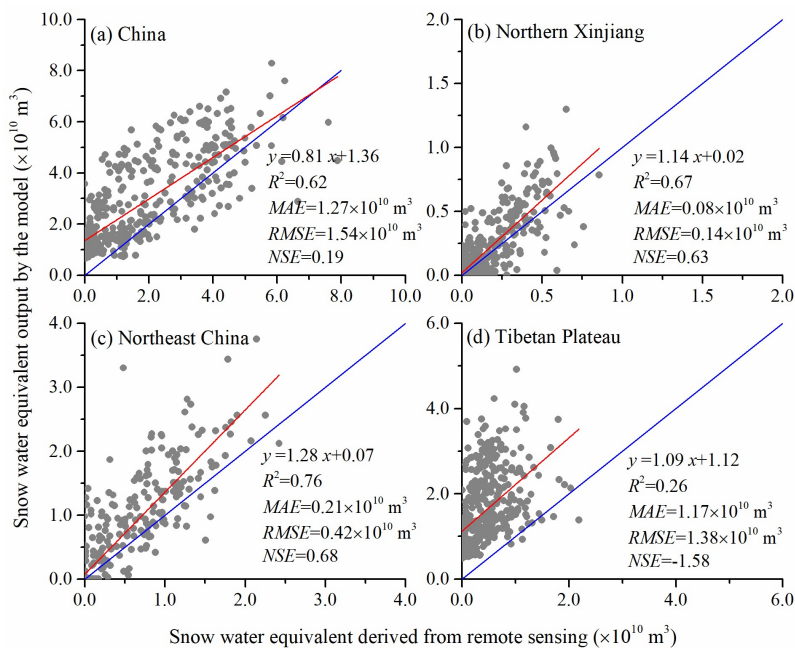 Snow water equivalent output by the model (×10¹⁰ m³)
(a) China
10.0
8.0
6.0
4.0
2.0
0.0
0.0 2.0 4.0 6.0 8.0 10.0
y=0.81 x+1.36
R²=0.62
MAE=1.27×10¹⁰ m³
RMSE=1.54×10¹⁰ m³
NSE=0.19
(b) Northern Xinjiang
2.0
1.5
1.0
0.5
0.0
0.0 0.5 1.0 1.5 2.0
y=1.14 x+0.02
R²=0.67
MAE=0.08×10¹⁰ m³
RMSE=0.14×10¹⁰ m³
NSE=0.63
(c) Northeast China
4.0
3.0
2.0
1.0
0.0
0.0 1.0 2.0 3.0 4.0
y=1.28 x+0.07
R²=0.76
MAE=0.21×10¹⁰ m³
RMSE=0.42×10¹⁰ m³
NSE=0.68
(d) Tibetan Plateau
6.0
4.0
2.0
0.0
0.0 2.0 4.0 6.0
y=1.09 x+1.12
R²=0.26
MAE=1.17×10¹⁰ m³
RMSE=1.38×10¹⁰ m³
NSE=-1.58
Snow water equivalent derived from remote sensing (×10¹⁰ m³)